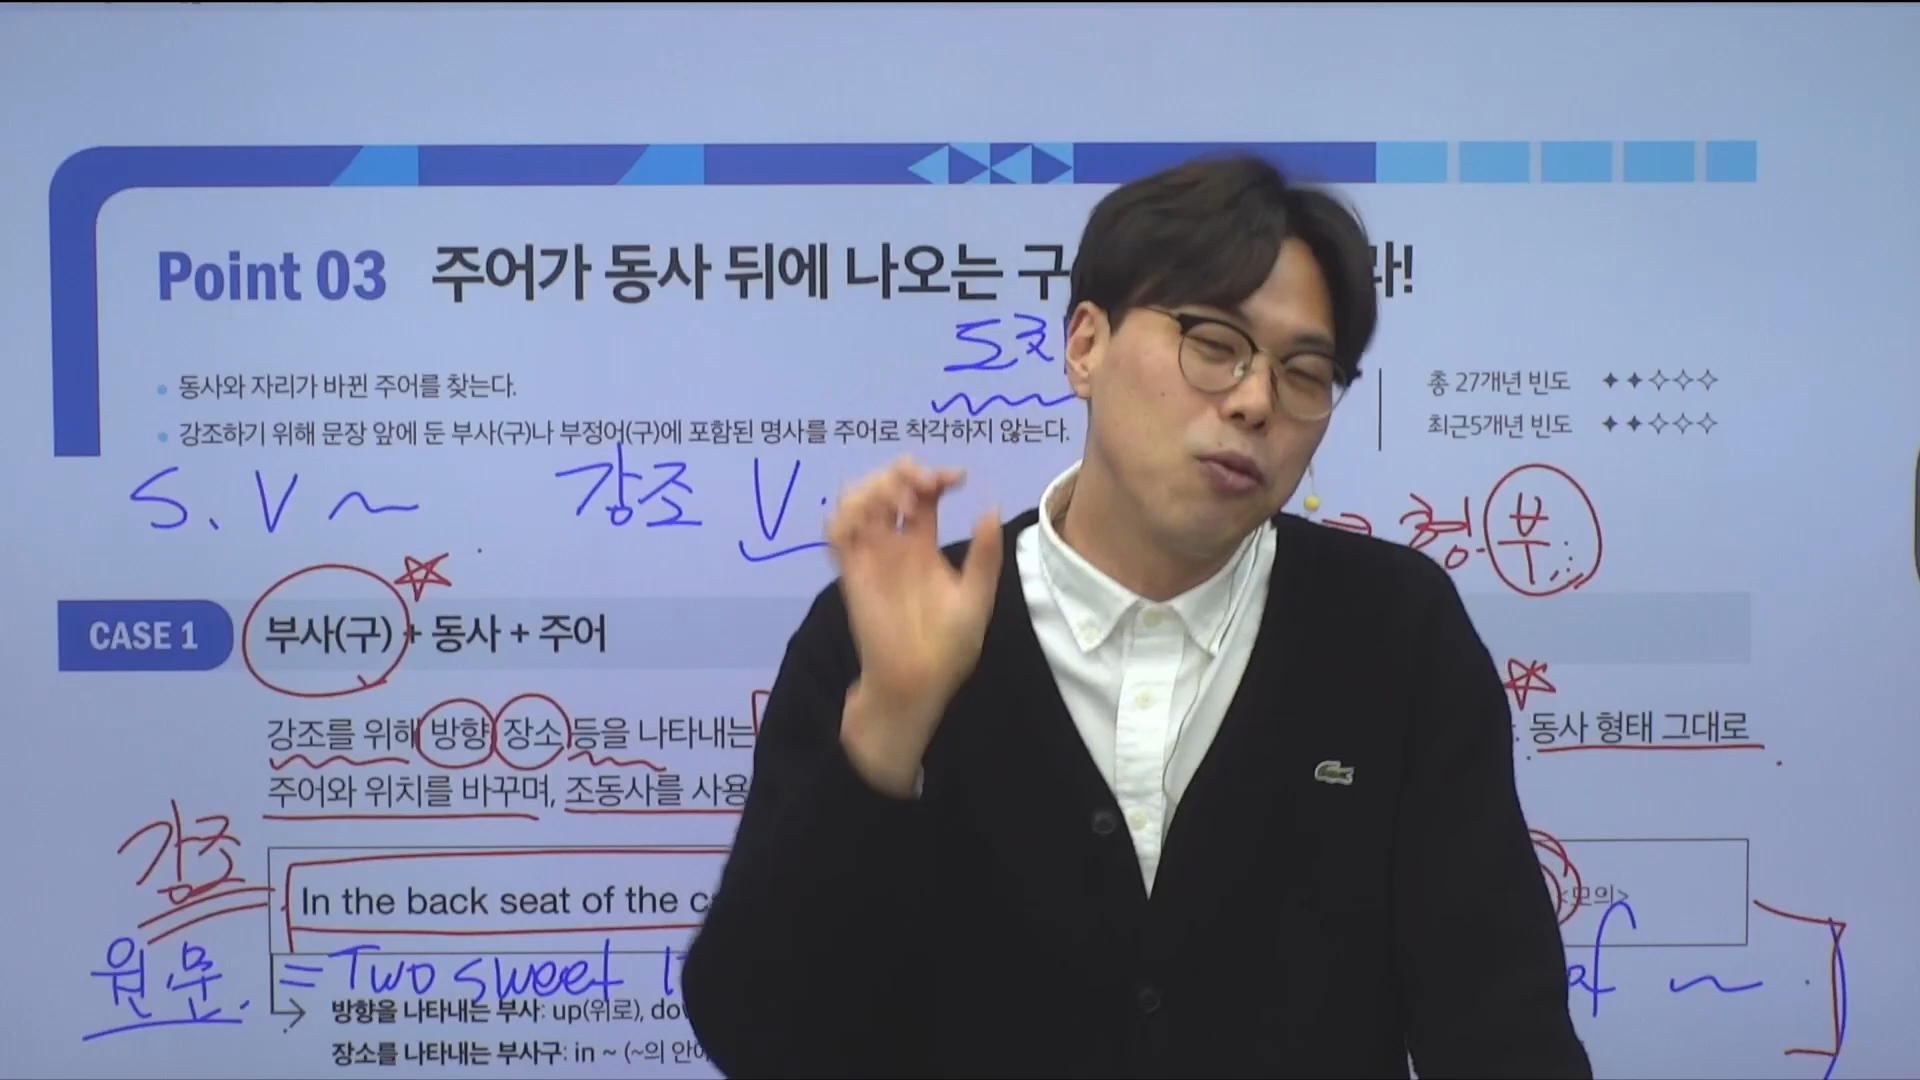 Point 03 주어가 동사 뒤에 나오는
도치
동사와 자리가 바뀐 주어를 찾는다.
강조하기 위해 문장 앞에 둔 부사(구)나 부정어(구)에 포함된 명사를 주어로 착각하지 않는다.
총 27개년 빈도 ✦✦✧✧✧
최근5개년 빈도 ✦✦✧✧✧
S. V ~ 강조 V
형. 부
CASE 1 부사(구) + 동사 + 주어
강조를 위해 방향 장소 등을 나타내는 동사 형태 그대로
주어와 위치를 바꾸며, 조동사를 사용
강조
In the back seat of the <모의>
원문. = Two sweet of ~
방향을 나타내는 부사: up(위로),
장소를 나타내는 부사구: in ~ (~의 안에